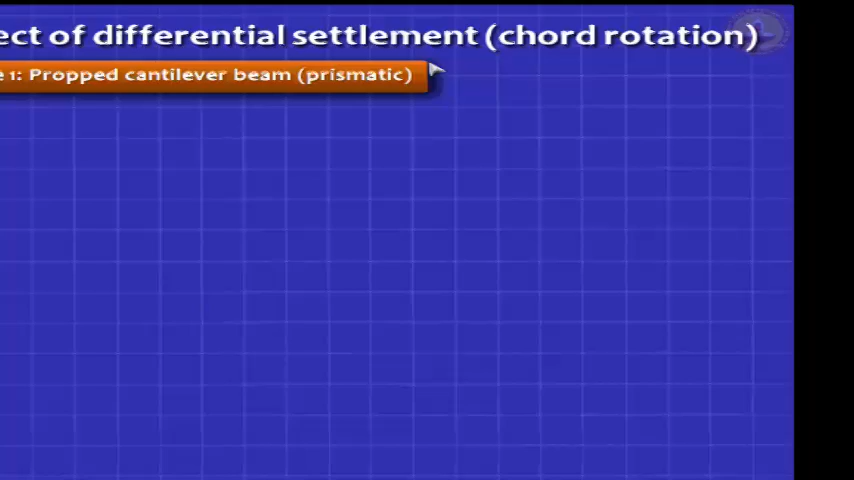 ect of differential settlement (chord rotation)
e 1: Propped cantilever beam (prismatic)